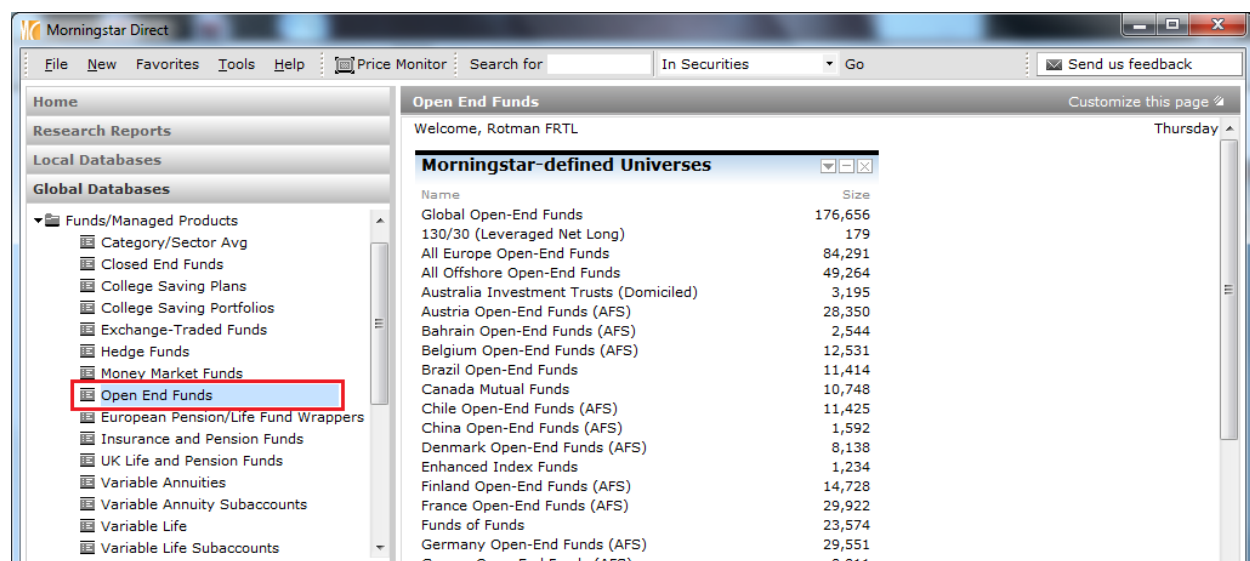 Morningstar Direct
File New Favorites Tools Help Price Monitor Search for In Securities Go Send us feedback
Home
Research Reports
Local Databases
Global Databases
Funds/Managed Products
Category/Sector Avg
Closed End Funds
College Saving Plans
College Saving Portfolios
Exchange-Traded Funds
Hedge Funds
Money Market Funds
Open End Funds
European Pension/Life Fund Wrappers
Insurance and Pension Funds
UK Life and Pension Funds
Variable Annuities
Variable Annuity Subaccounts
Variable Life
Variable Life Subaccounts
Open End Funds Customize this page
Welcome, Rotman FRTL Thursday
Morningstar-defined Universes
Name Size
Global Open-End Funds 176,656
130/30 (Leveraged Net Long) 179
All Europe Open-End Funds 84,291
All Offshore Open-End Funds 49,264
Australia Investment Trusts (Domiciled) 3,195
Austria Open-End Funds (AFS) 28,350
Bahrain Open-End Funds (AFS) 2,544
Belgium Open-End Funds (AFS) 12,531
Brazil Open-End Funds 11,414
Canada Mutual Funds 10,748
Chile Open-End Funds (AFS) 11,425
China Open-End Funds (AFS) 1,592
Denmark Open-End Funds (AFS) 8,138
Enhanced Index Funds 1,234
Finland Open-End Funds (AFS) 14,728
France Open-End Funds (AFS) 29,922
Funds of Funds 23,574
Germany Open-End Funds (AFS) 29,551